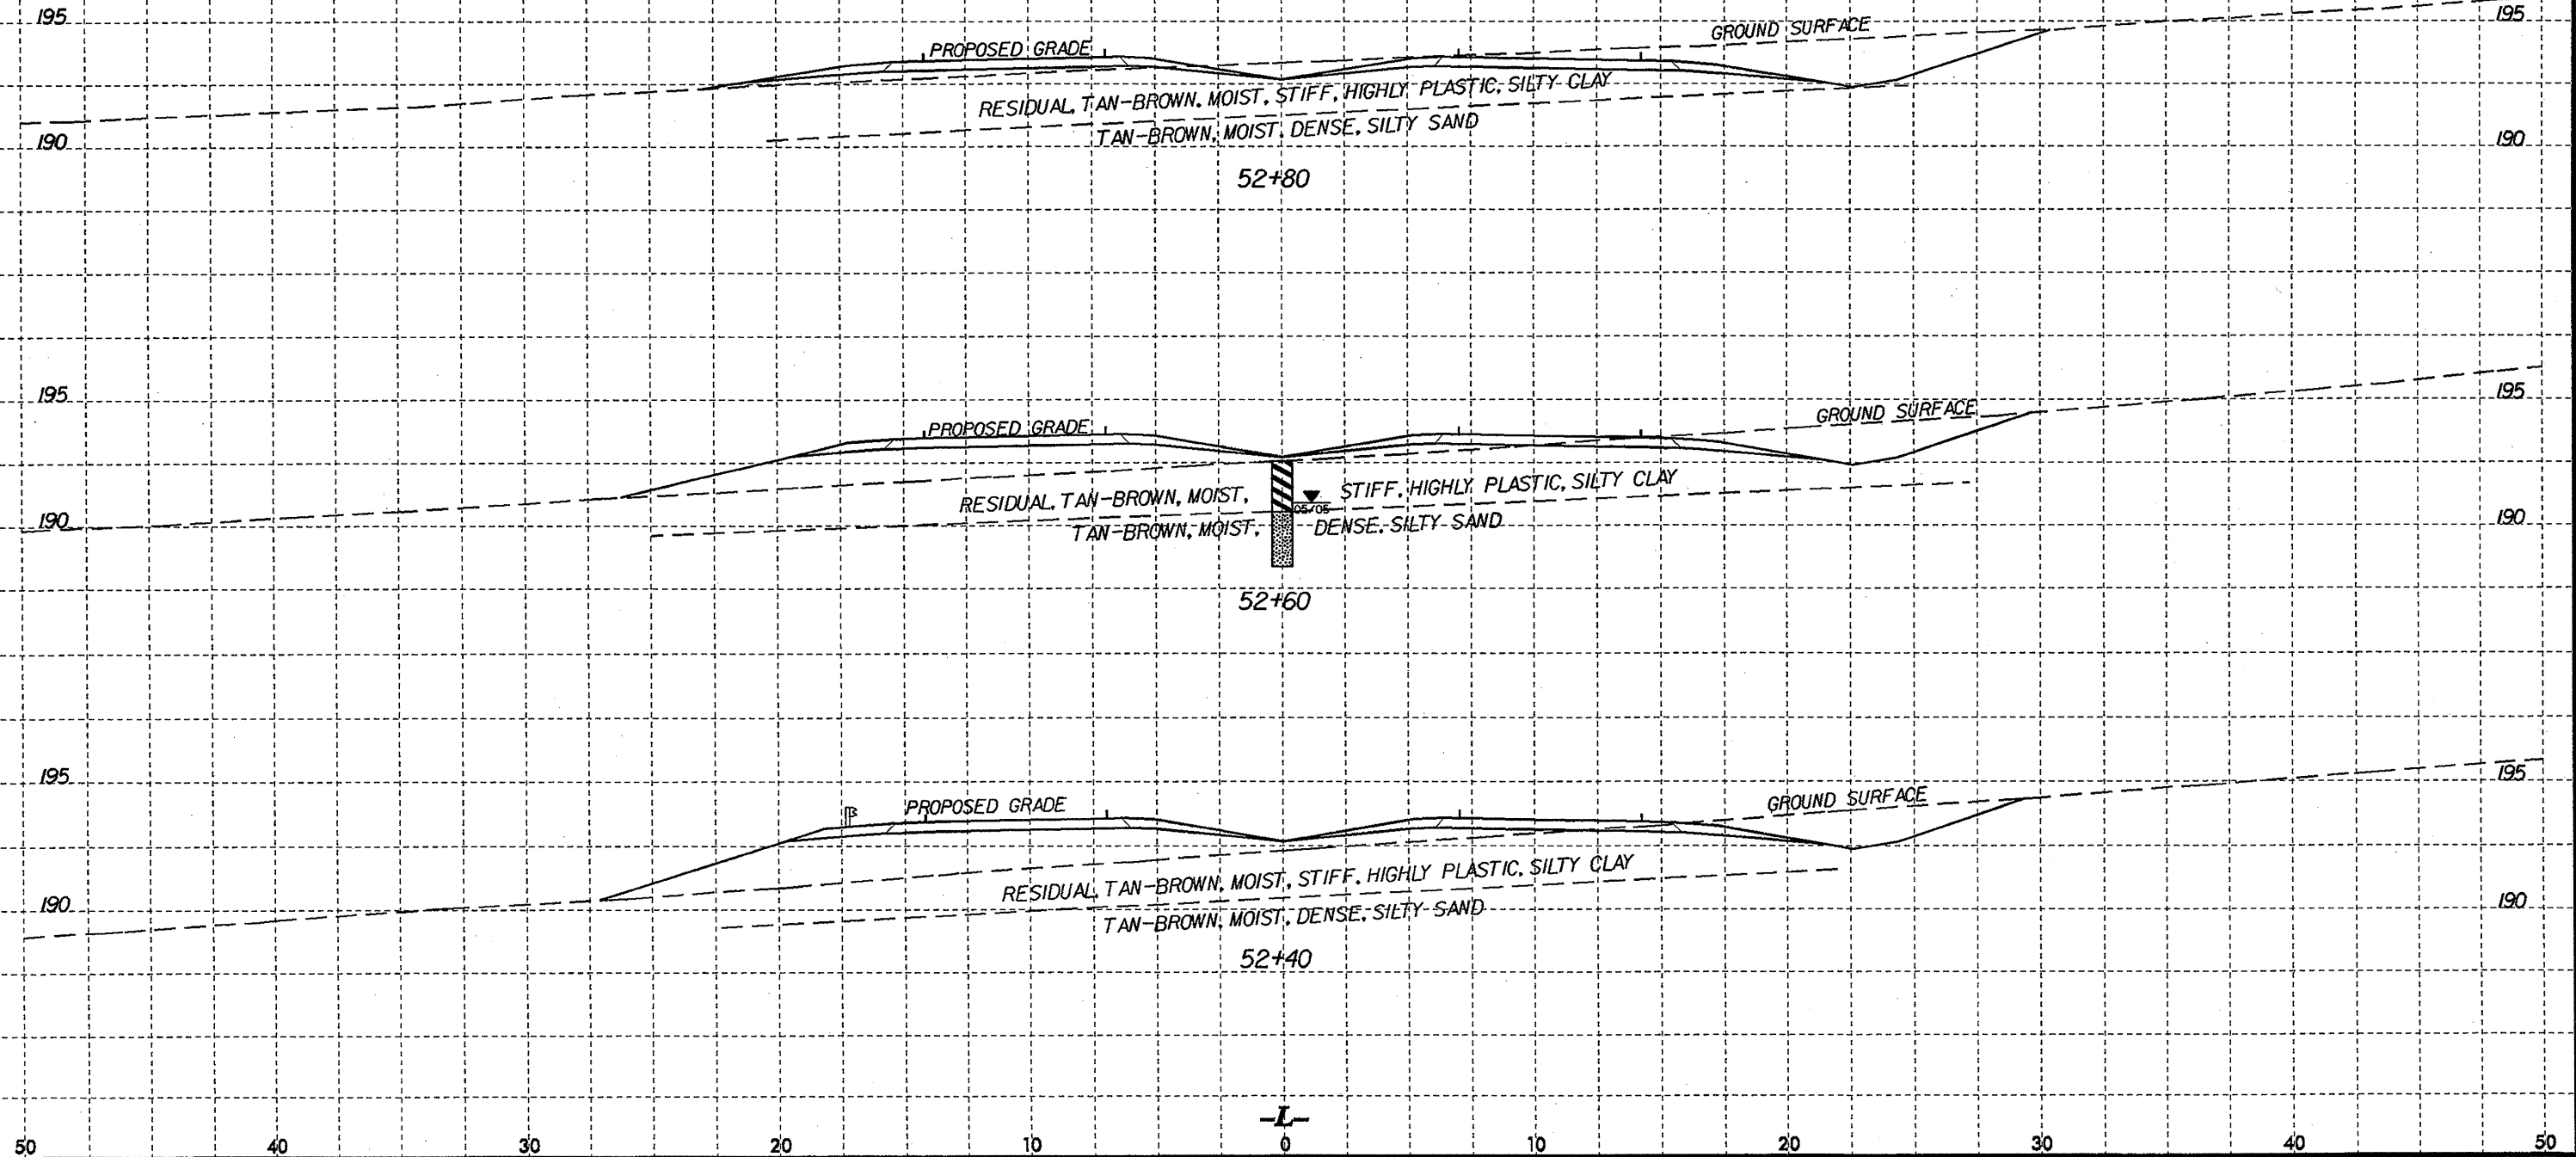 195 195
GROUND SURFACE
PROPOSED GRADE
RESIDUAL, TAN-BROWN, MOIST, STIFF, HIGHLY PLASTIC, SILTY CLAY
TAN-BROWN, MOIST, DENSE, SILTY SAND
190 190
52+80
195 195
GROUND SURFACE
PROPOSED GRADE
RESIDUAL, TAN-BROWN, MOIST, STIFF, HIGHLY PLASTIC, SILTY CLAY
05/05
TAN-BROWN, MOIST, DENSE, SILTY SAND
190 190
52+60
195 195
GROUND SURFACE
PROPOSED GRADE
RESIDUAL, TAN-BROWN, MOIST, STIFF, HIGHLY PLASTIC, SILTY CLAY
TAN-BROWN, MOIST, DENSE, SILTY SAND
190 190
52+40
-L-
50 40 30 20 10 0 10 20 30 40 50